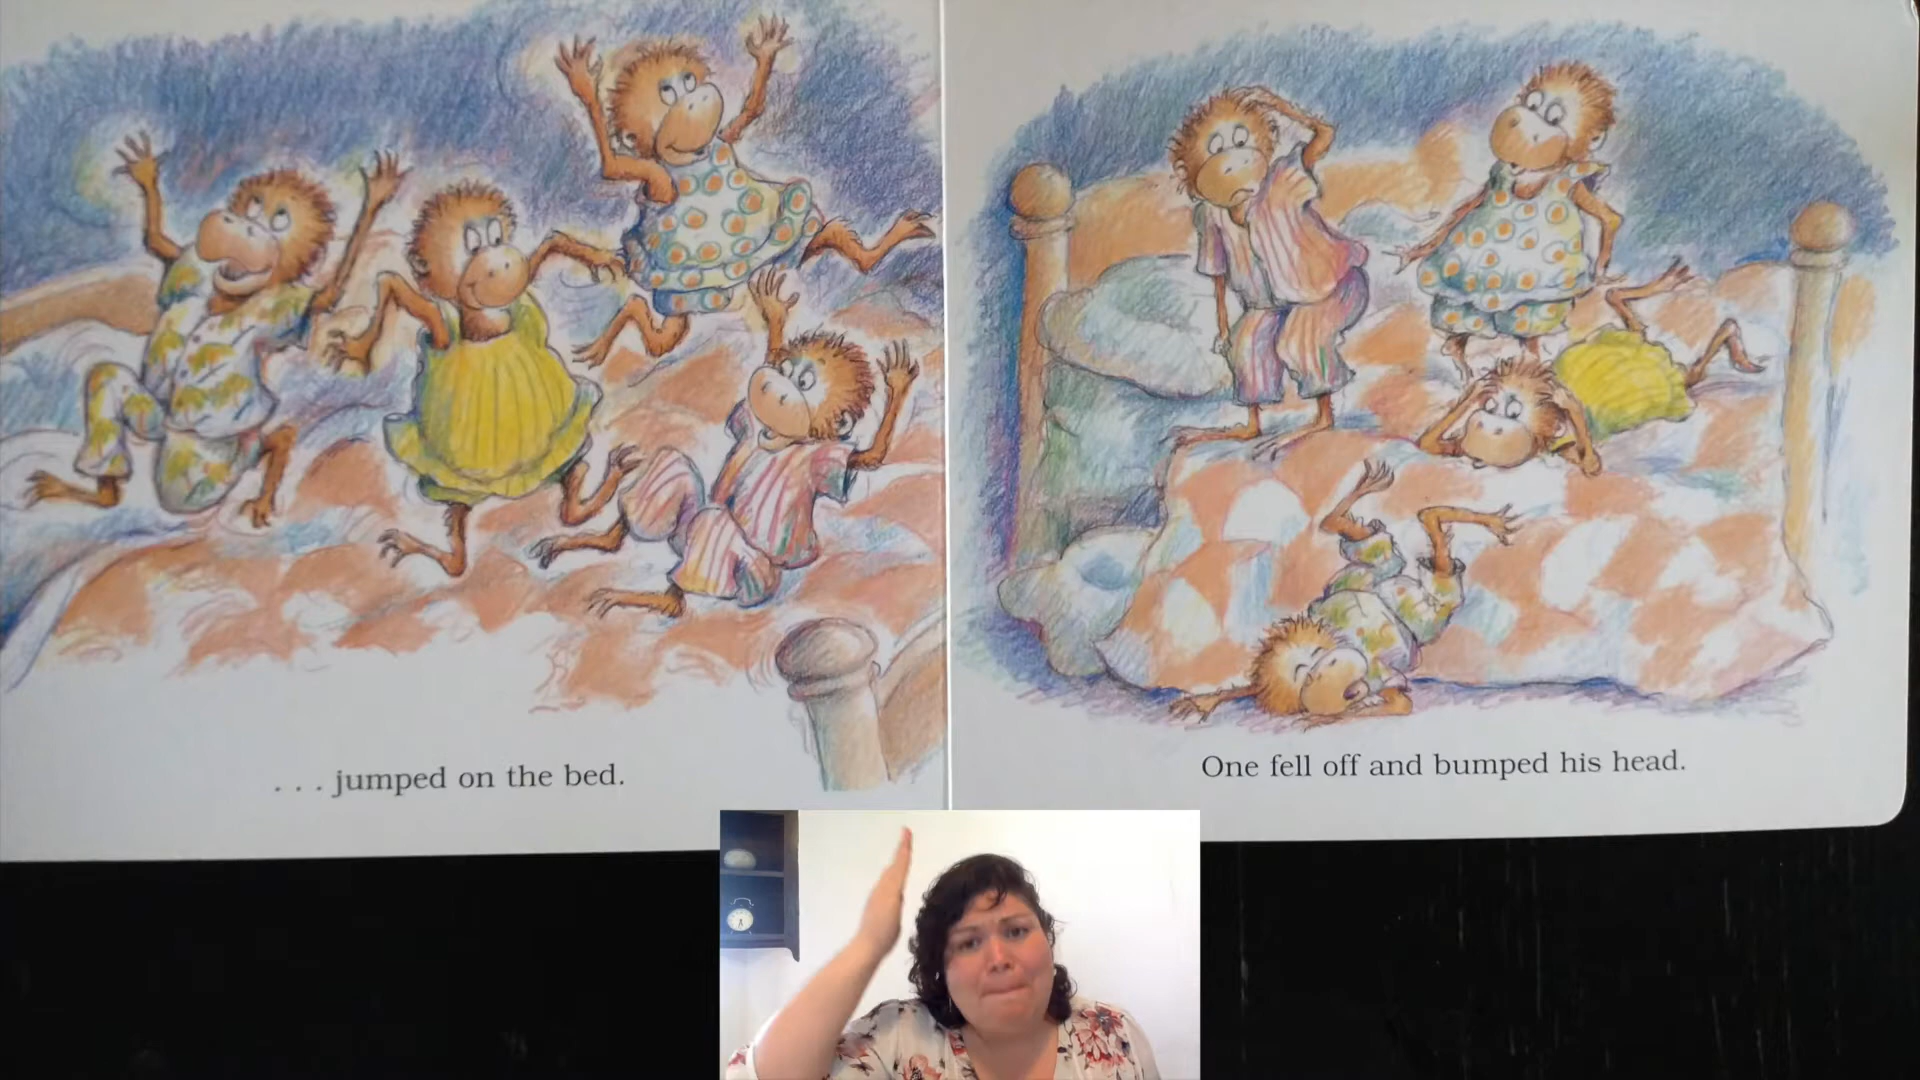 . . . jumped on the bed.
One fell off and bumped his head.